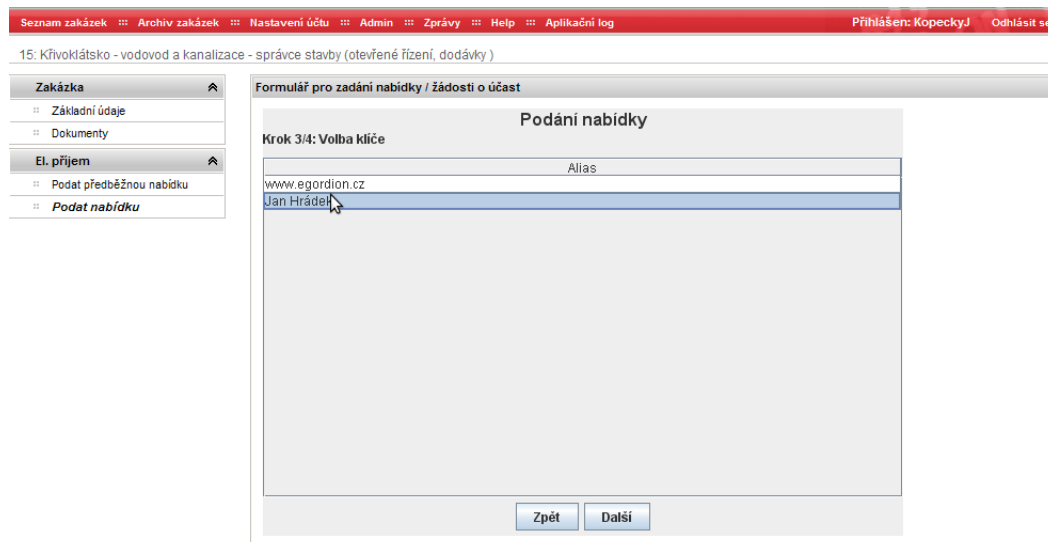 Seznam zakázek ::: Archiv zakázek ::: Nastavení účtu ::: Admin ::: Zprávy ::: Help ::: Aplikační log Přihlášen: KopeckyJ Odhlásit se
15: Křivoklátsko - vodovod a kanalizace - správce stavby (otevřené řízení, dodávky )
Zakázka
Základní údaje
Dokumenty
El. příjem
Podat předběžnou nabídku
Podat nabídku
Formulář pro zadání nabídky / žádosti o účast
Podání nabídky
Krok 3/4: Volba klíče
Alias
www.egordion.cz
Jan Hrádek
Zpět Další